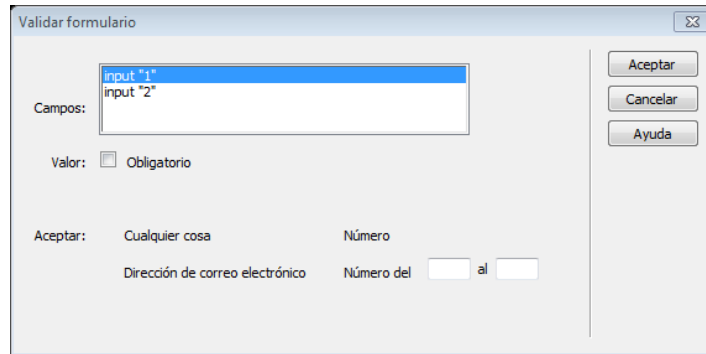 Validar formulario
Campos:
input "1"
input "2"
Valor: Obligatorio
Aceptar: Cualquier cosa Número
Dirección de correo electrónico Número del al
Aceptar
Cancelar
Ayuda